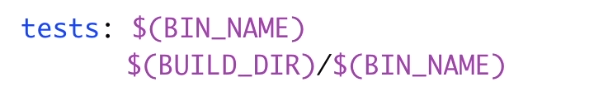 tests: $(BIN_NAME)
$(BUILD_DIR)/$(BIN_NAME)